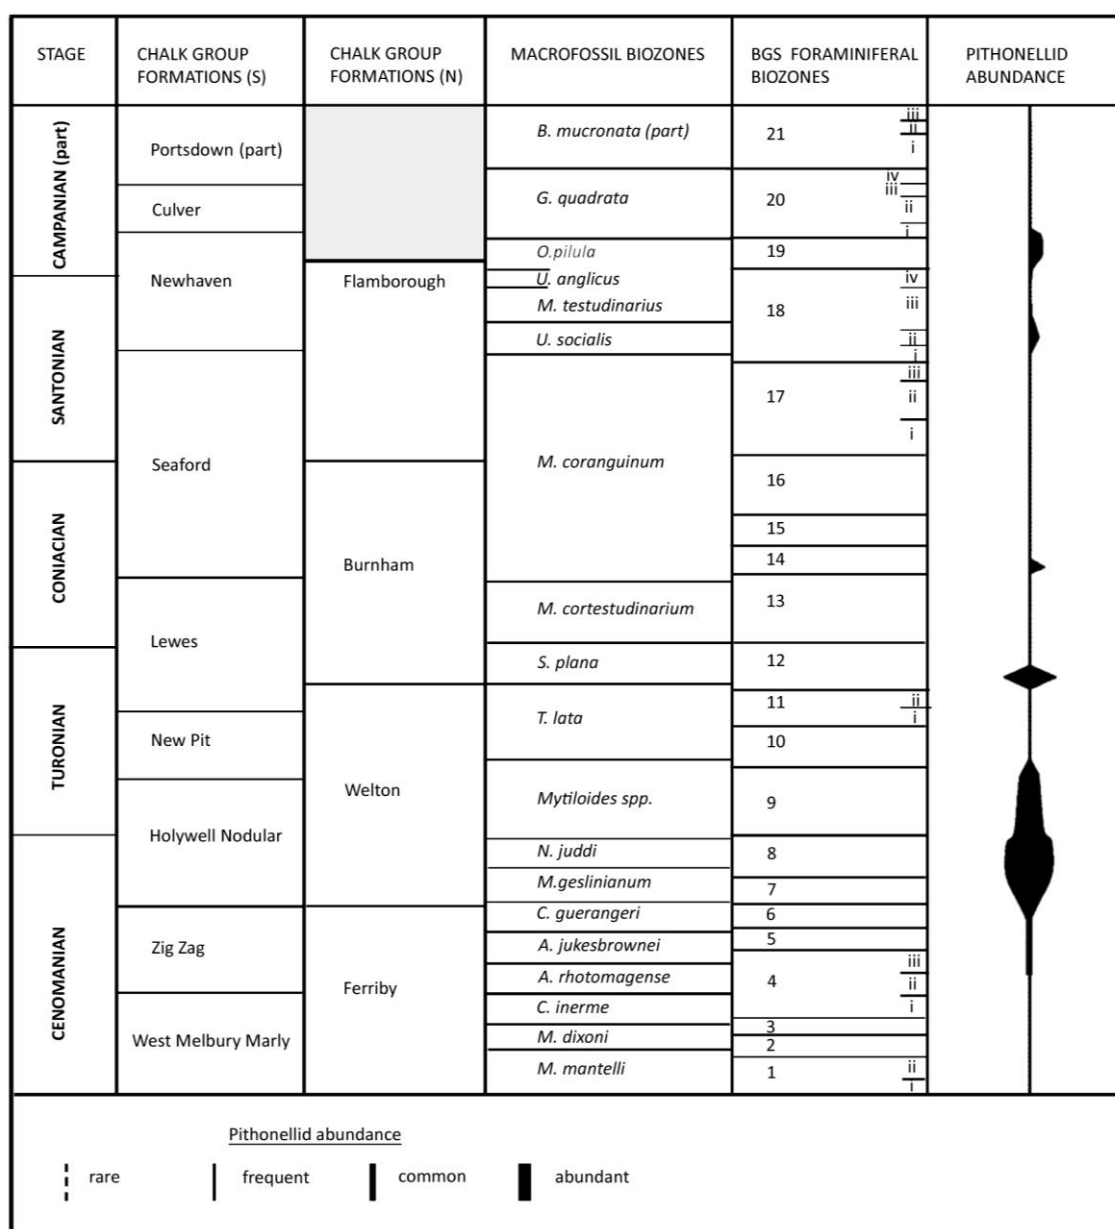 STAGE
CHALK GROUP
FORMATIONS (S)
CHALK GROUP
FORMATIONS (N)
MACROFOSSIL BIOZONES
BGS FORAMINIFERAL
BIOZONES
PITHONELLID
ABUNDANCE
CAMPANIAN (part)
SANTONIAN
CONIACIAN
TURONIAN
CENOMANIAN
Portsdown (part)
Culver
Newhaven
Seaford
Lewes
New Pit
Holywell Nodular
Zig Zag
West Melbury Marly
Flamborough
Burnham
Welton
Ferriby
B. mucronata (part)
G. quadrata
O.pilula
U. anglicus
M. testudinarius
U. socialis
M. coranguinum
M. cortestudinarium
S. plana
T. lata
Mytiloides spp.
N. juddi
M.geslinianum
C. guerangeri
A. jukesbrownei
A. rhotomagense
C. inerme
M. dixoni
M. mantelli
21
iii
ii
i
20
iv
iii
ii
i
19
18
iv
iii
ii
i
17
iii
ii
i
16
15
14
13
12
11
ii
i
10
9
8
7
6
5
4
iii
ii
i
3
2
1
ii
i
Pithonellid abundance
rare
frequent
common
abundant